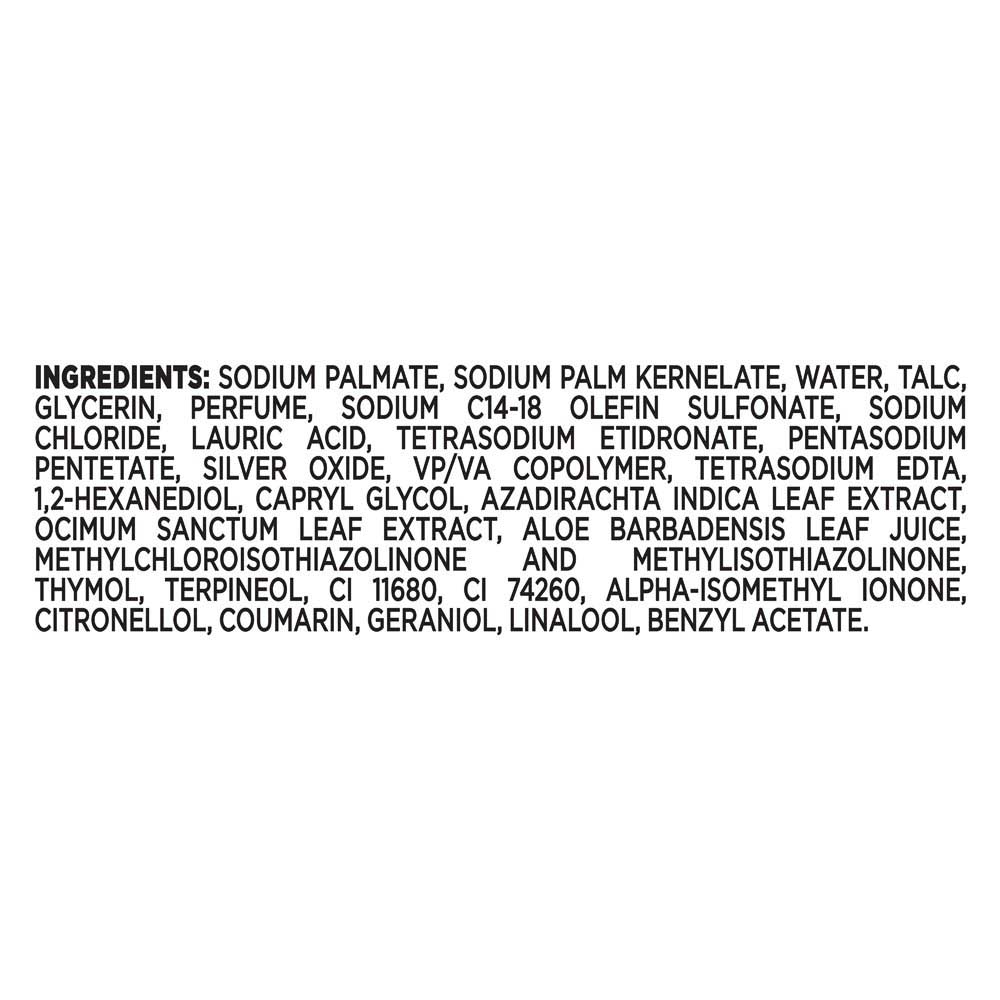 INGREDIENTS: SODIUM PALMATE, SODIUM PALM KERNELATE, WATER, TALC,
GLYCERIN, PERFUME, SODIUM C14-18 OLEFIN SULFONATE, SODIUM
CHLORIDE, LAURIC ACID, TETRASODIUM ETIDRONATE, PENTASODIUM
PENTETATE, SILVER OXIDE, VP/VA COPOLYMER, TETRASODIUM EDTA,
1,2-HEXANEDIOL, CAPRYL GLYCOL, AZADIRACHTA INDICA LEAF EXTRACT,
OCIMUM SANCTUM LEAF EXTRACT, ALOE BARBADENSIS LEAF JUICE,
METHYLCHLOROISOTHIAZOLINONE AND METHYLISOTHIAZOLINONE,
THYMOL, TERPINEOL, CI 11680, CI 74260, ALPHA-ISOMETHYL IONONE,
CITRONELLOL, COUMARIN, GERANIOL, LINALOOL, BENZYL ACETATE.